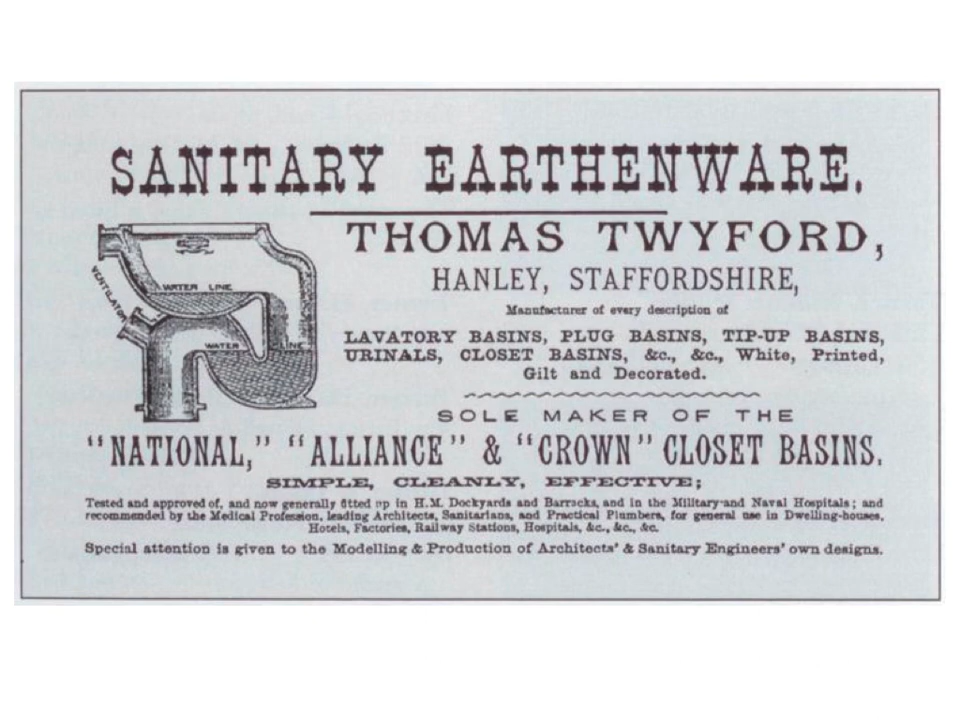 SANITARY EARTHENWARE.
THOMAS TWYFORD,
HANLEY, STAFFORDSHIRE,
Manufacturer of every description of
LAVATORY BASINS, PLUG BASINS, TIP-UP BASINS,
URINALS, CLOSET BASINS, &c., &c., White, Printed,
Gilt and Decorated.
VENTILATOR
WATER LINE
WATER LINE
SOLE MAKER OF THE
"NATIONAL," "ALLIANCE" & "CROWN" CLOSET BASINS.
SIMPLE, CLEANLY, EFFECTIVE;
Tested and approved of, and now generally fitted up in H.M. Dockyards and Barracks, and in the Military and Naval Hospitals; and
recommended by the Medical Profession, leading Architects, Sanitarians, and Practical Plumbers, for general use in Dwelling-houses,
Hotels, Factories, Railway Stations, Hospitals, &c., &c., &c.
Special attention is given to the Modelling & Production of Architects' & Sanitary Engineers' own designs.